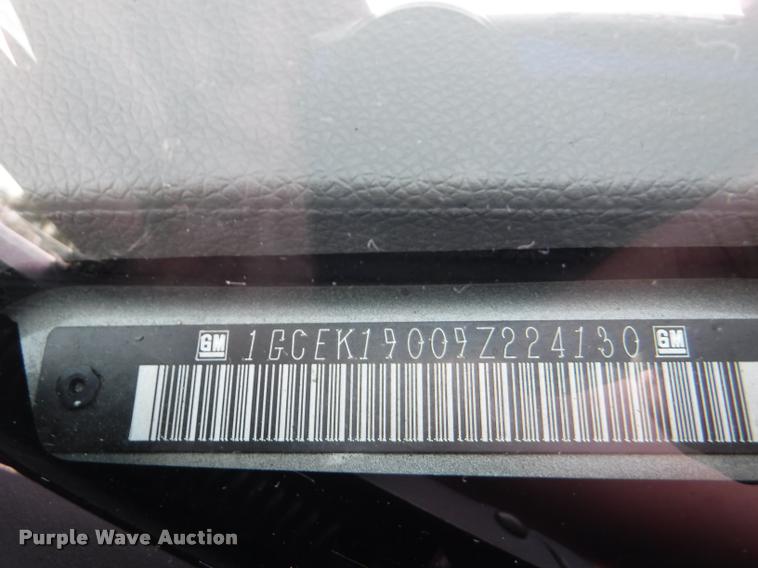 GM 1GCEK19009Z224130 GM
Purple Wave Auction